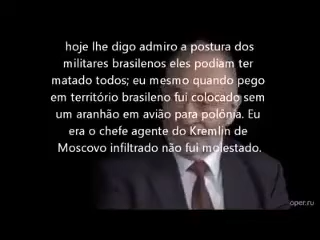 hoje lhe digo admiro a postura dos
militares brasilenos eles podiam ter
matado todos; eu mesmo quando pego
em território brasileno fui colocado sem
um aranhão em avião para polônia. Eu
era o chefe agente do Kremlin de
Moscovo infiltrado não fui molestado.
oper.ru